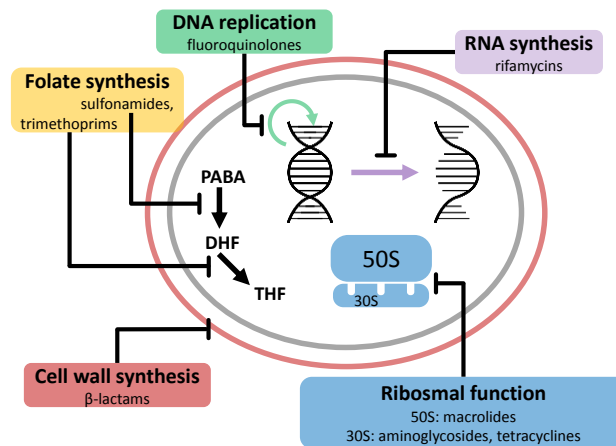 DNA replication
fluoroquinolones
RNA synthesis
rifamycins
Folate synthesis
sulfonamides,
trimethoprims
PABA
DHF
THF
50S
30S
Cell wall synthesis
β-lactams
Ribosmal function
50S: macrolides
30S: aminoglycosides, tetracyclines